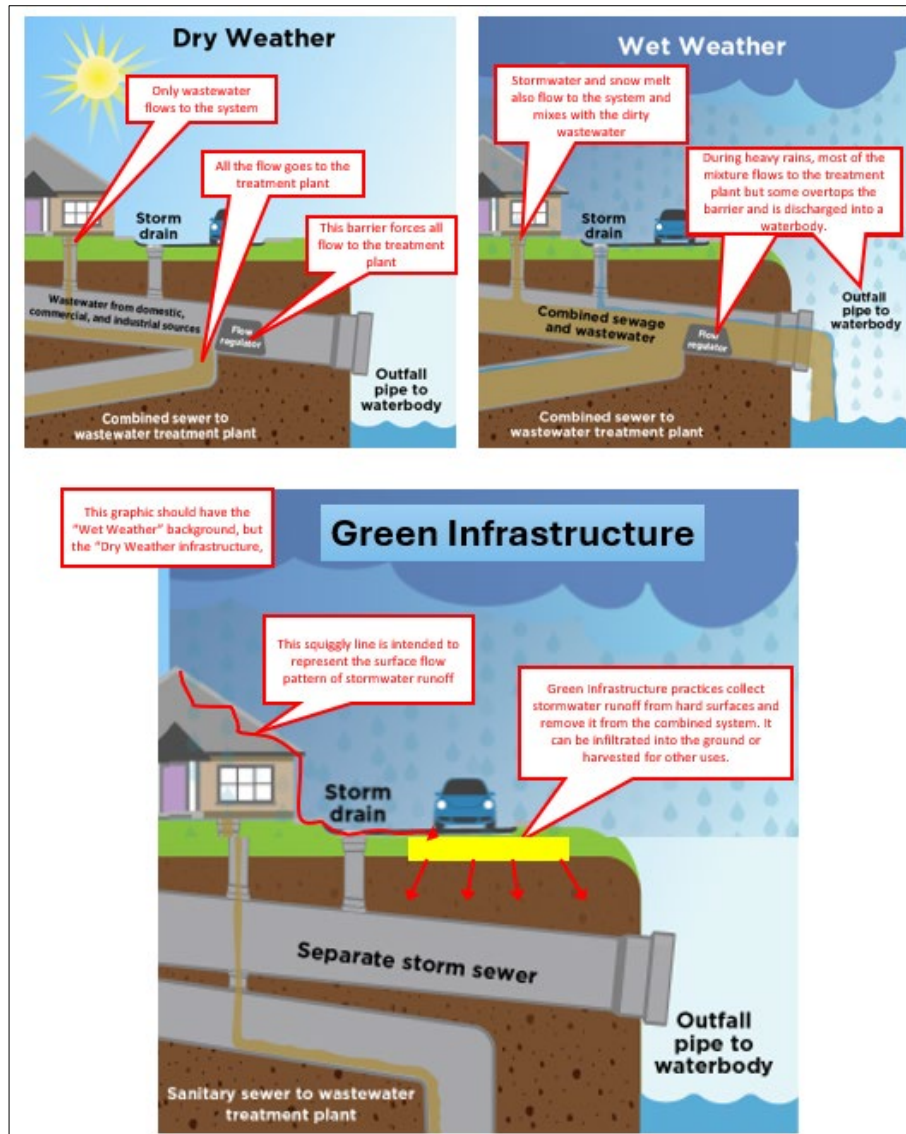 Dry Weather
Only wastewater
flows to the system
All the flow goes to the
treatment plant
Storm
drain
This barrier forces all
flow to the treatment
plant
Wastewater from domestic,
commercial, and industrial sources
Flow
regulator
Outfall
pipe to
waterbody
Combined sewer to
wastewater treatment plant
Wet Weather
Stormwater and snow melt
also flow to the system and
mixes with the dirty
wastewater
During heavy rains, most of the
mixture flows to the treatment
plant but some overtops the
barrier and is discharged into a
waterbody.
Storm
drain
Outfall
pipe to
waterbody
Combined sewage
and wastewater
Flow
regulator
Combined sewer to
wastewater treatment plant
This graphic should have the
“Wet Weather” background, but
the “Dry Weather infrastructure,
Green Infrastructure
This squiggly line is intended to
represent the surface flow
pattern of stormwater runoff
Green Infrastructure practices collect
stormwater runoff from hard surfaces and
remove it from the combined system. It
can be infiltrated into the ground or
harvested for other uses.
Storm
drain
Separate storm sewer
Outfall
pipe to
waterbody
Sanitary sewer to wastewater
treatment plant